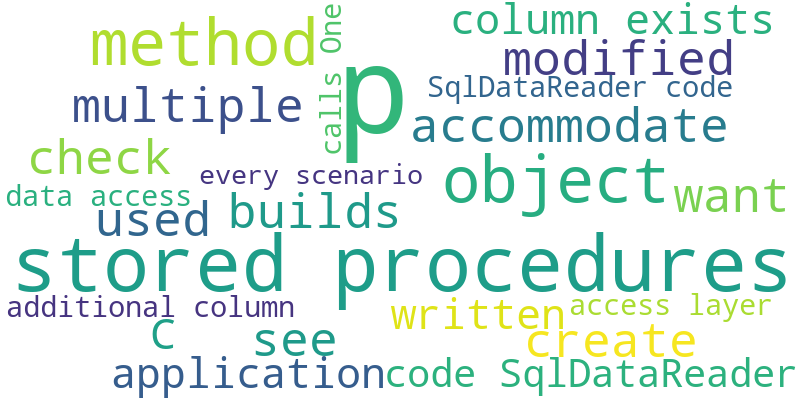 method
calls One
p
column exists
modified
SqlDataReader code
multiple
accommodate
check
every scenario
object
want
data access
used
builds
stored procedures
additional column
written
access layer
C
see
create
application
code SqlDataReader